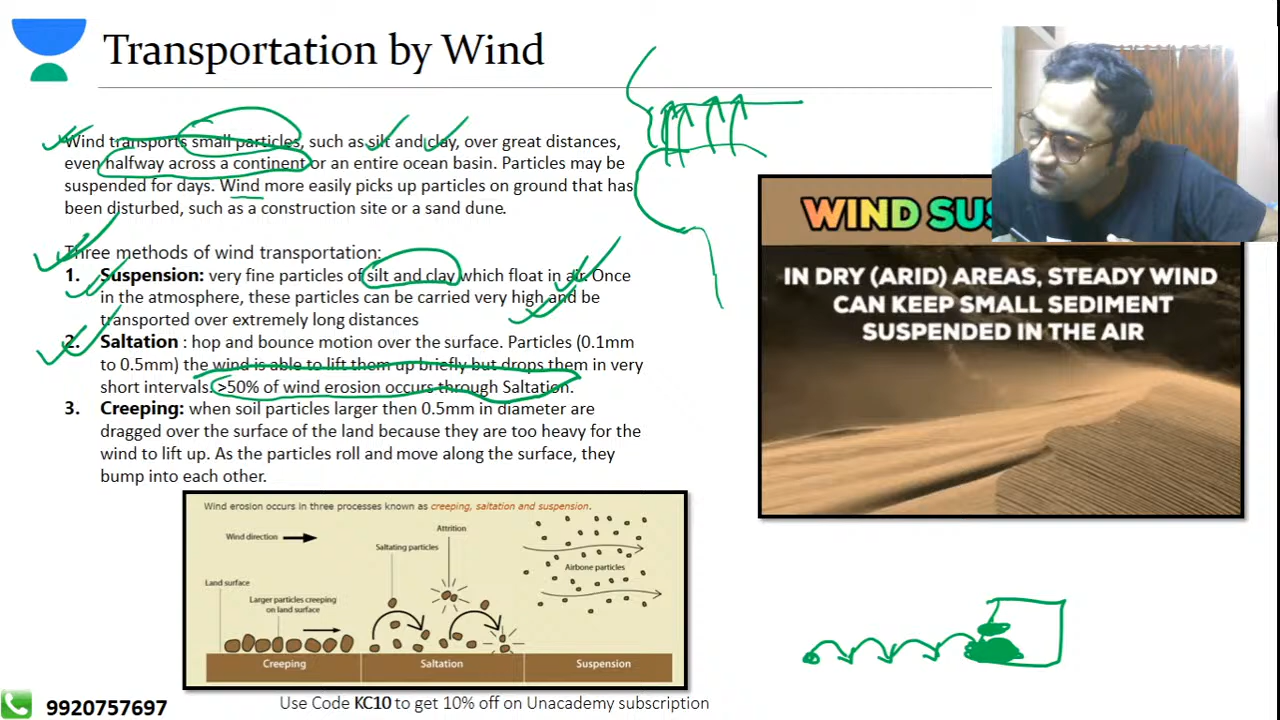 Transportation by Wind
Wind transports small particles, such as silt and clay, over great distances,
even halfway across a continent or an entire ocean basin. Particles may be
suspended for days. Wind more easily picks up particles on ground that has
been disturbed, such as a construction site or a sand dune.
Three methods of wind transportation:
1. Suspension: very fine particles of silt and clay which float in air. Once
in the atmosphere, these particles can be carried very high and be
transported over extremely long distances
2. Saltation : hop and bounce motion over the surface. Particles (0.1mm
to 0.5mm) the wind is able to lift them up briefly but drops them in very
short intervals. >50% of wind erosion occurs through Saltation.
3. Creeping: when soil particles larger then 0.5mm in diameter are
dragged over the surface of the land because they are too heavy for the
wind to lift up. As the particles roll and move along the surface, they
bump into each other.
WIND SUS
IN DRY (ARID) AREAS, STEADY WIND
CAN KEEP SMALL SEDIMENT
SUSPENDED IN THE AIR
Wind erosion occurs in three processes known as creeping, saltation and suspension.
Wind direction
Attrition
Saltating particles
Airbone particles
Land surface
Larger particles creeping
on land surface
Creeping
Saltation
Suspension
9920757697
Use Code KC10 to get 10% off on Unacademy subscription